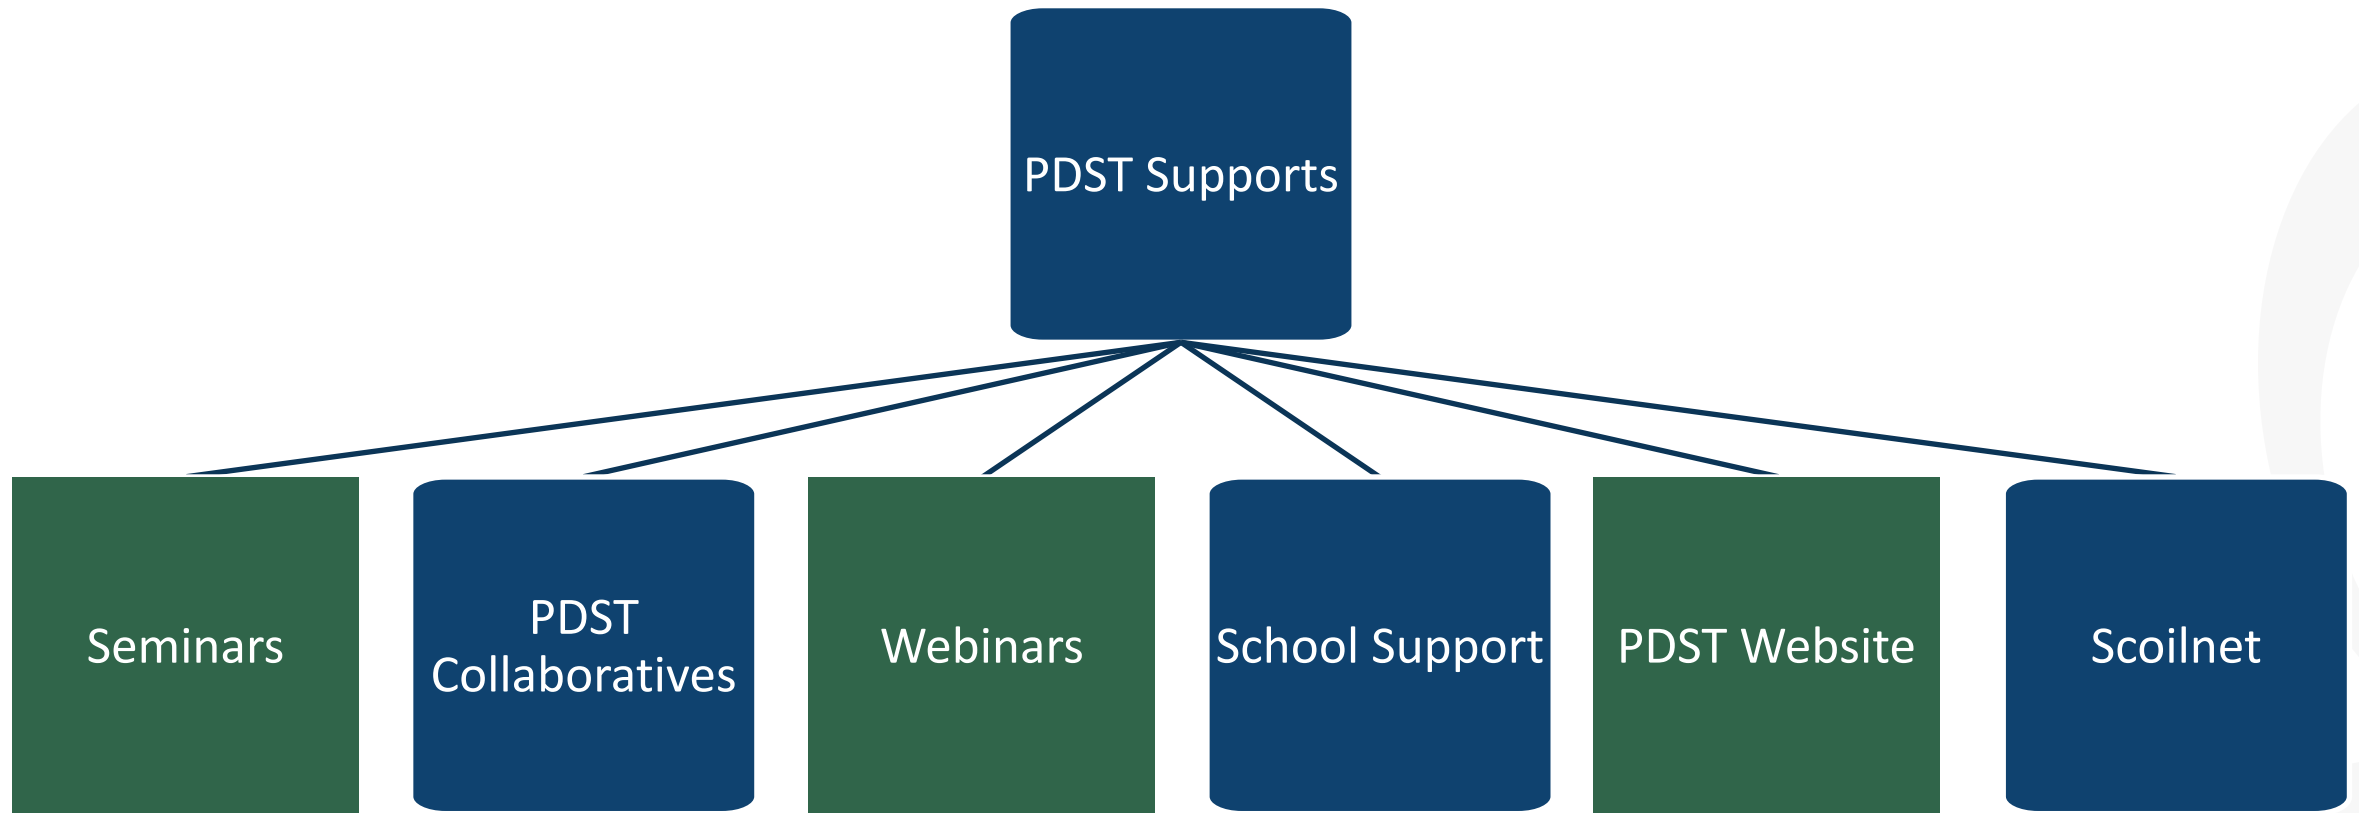 PDST Supports
Seminars
PDST
Collaboratives
Webinars
School Support
PDST Website
Scoilnet